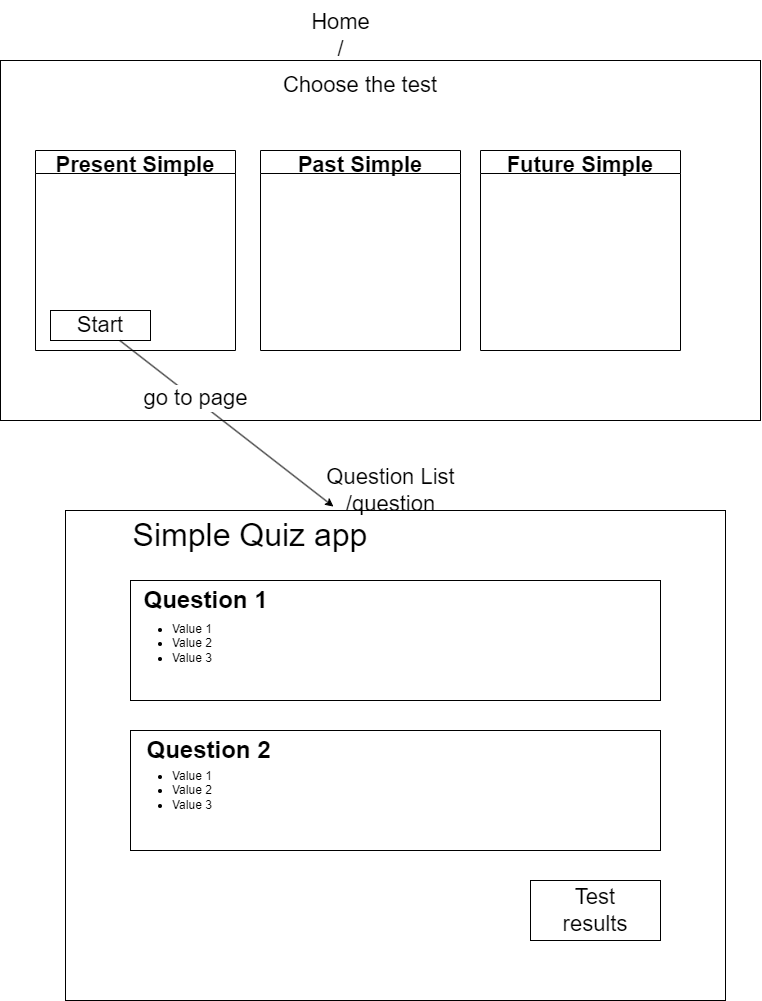 Home
/
Choose the test
Present Simple
Past Simple
Future Simple
Start
go to page
Question List
/question
Simple Quiz app
Question 1
Value 1
Value 2
Value 3
Question 2
Value 1
Value 2
Value 3
Test
results